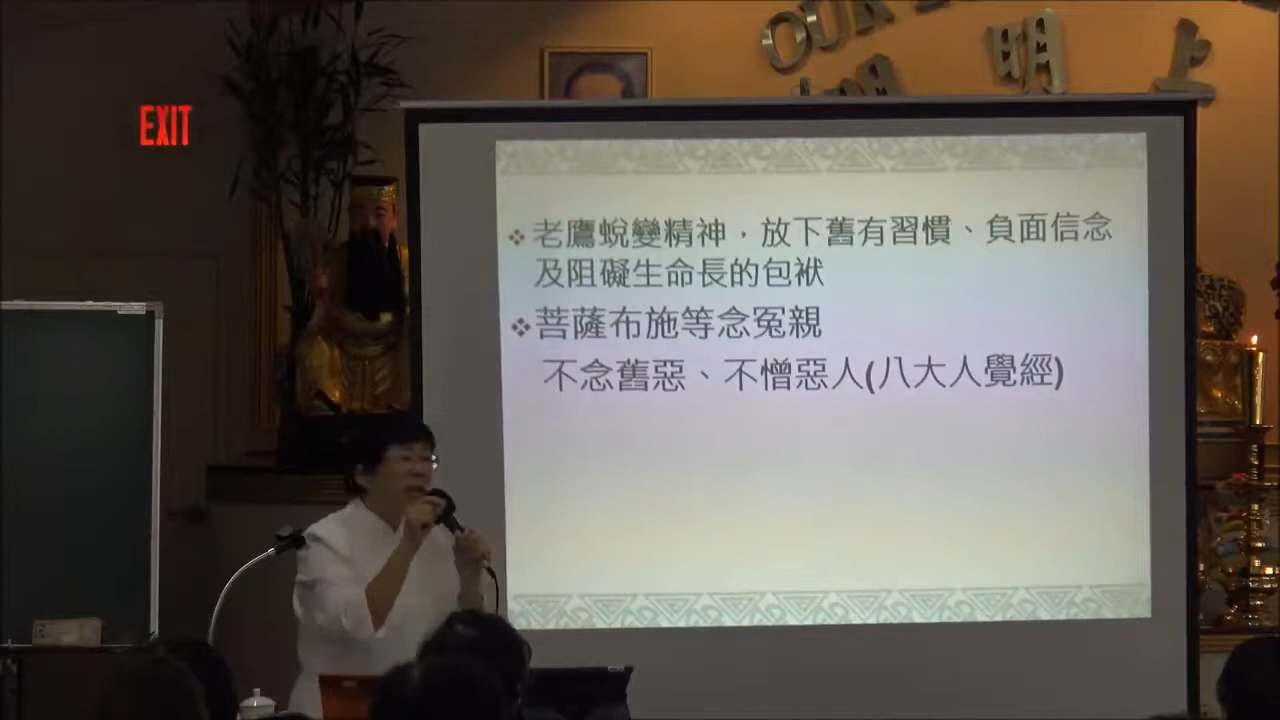 OUR
明 上
EXIT
❖老鷹蛻變精神，放下舊有習慣、負面信念
及阻礙生命長的包袱
❖菩薩布施等念冤親
不念舊惡、不憎惡人(八大人覺經)